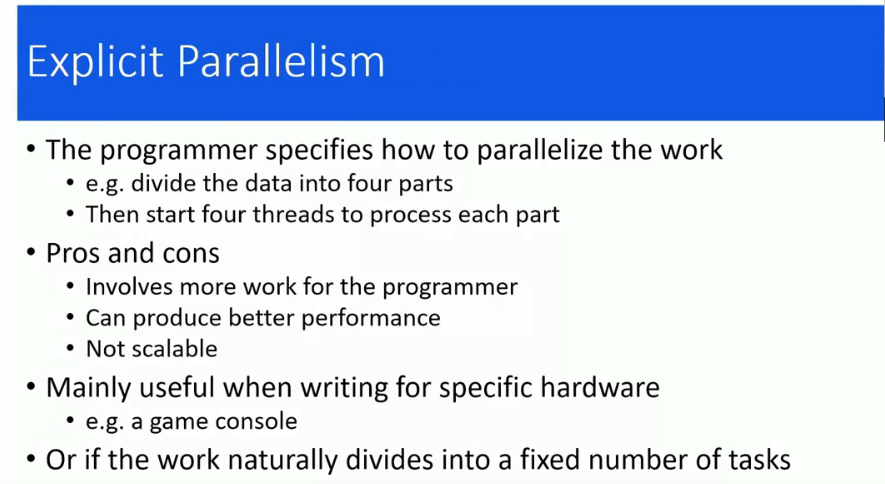 Explicit Parallelism
• The programmer specifies how to parallelize the work
• e.g. divide the data into four parts
• Then start four threads to process each part
• Pros and cons
• Involves more work for the programmer
• Can produce better performance
• Not scalable
• Mainly useful when writing for specific hardware
• e.g. a game console
• Or if the work naturally divides into a fixed number of tasks